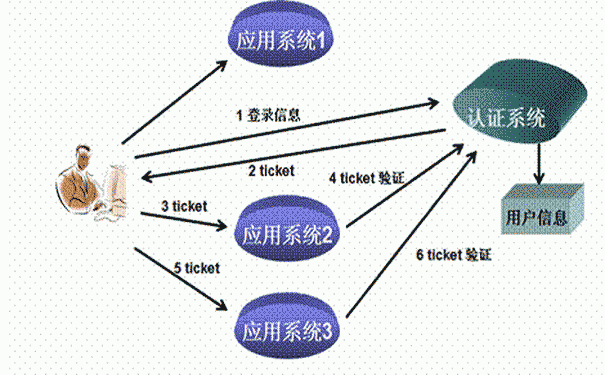 应用系统1
1 登录信息
认证系统
2 ticket
4 ticket 验证
3 ticket
应用系统2
用户信息
5 ticket
6 ticket 验证
应用系统3